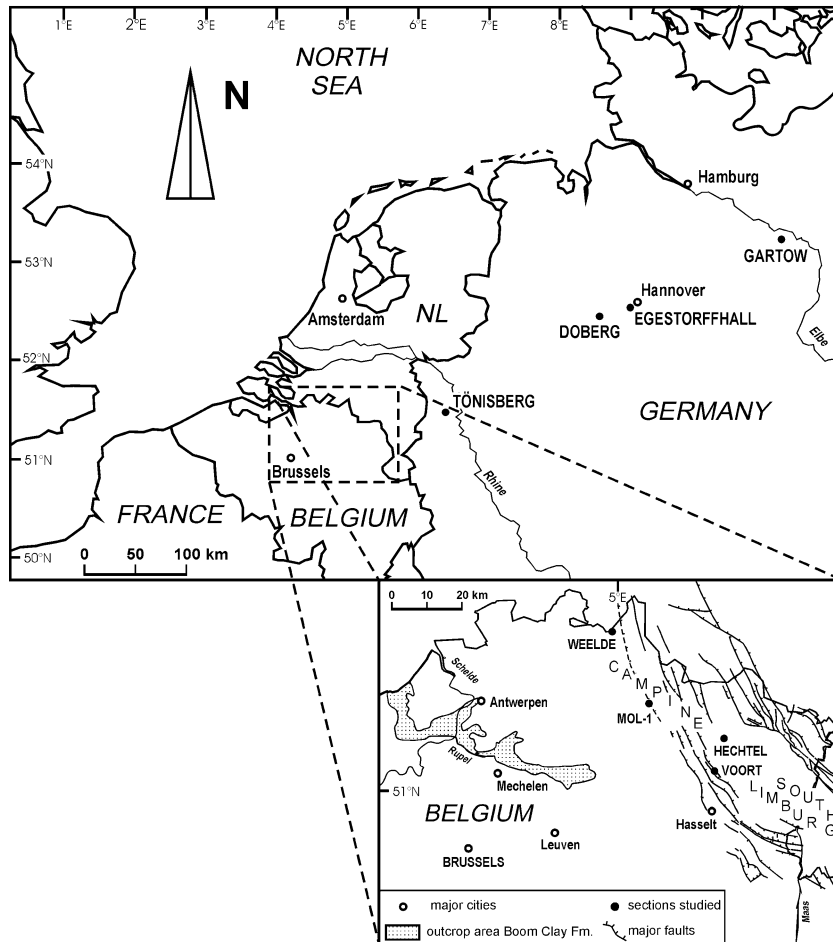 1°E 2°E 3°E 4°E 5°E 6°E 7°E 8°E
NORTH
SEA
N
54°N
Hamburg
53°N
GARTOW
Hannover
Amsterdam
NL
DOBERG
EGESTORFFHALL
Elbe
52°N
TÖNISBERG
GERMANY
51°N
Brussels
Rhine
FRANCE
BELGIUM
50°N
0 50 100 km
0 10 20 km
5°E
WEELDE
CAMPINE
Schelde
Antwerpen
MOL-1
HECHTEL
Rupel
VOORT
Mechelen
51°N
SOUTH
LIMBURG
BELGIUM
Hasselt
Leuven
BRUSSELS
Maas
major cities
sections studied
outcrop area Boom Clay Fm.
major faults